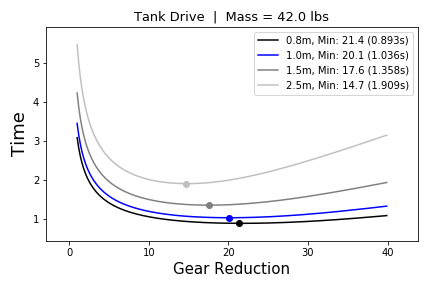 Tank Drive | Mass = 42.0 lbs
0.8m, Min: 21.4 (0.893s)
1.0m, Min: 20.1 (1.036s)
1.5m, Min: 17.6 (1.358s)
2.5m, Min: 14.7 (1.909s)
Time
5
4
3
2
1
0 10 20 30 40
Gear Reduction